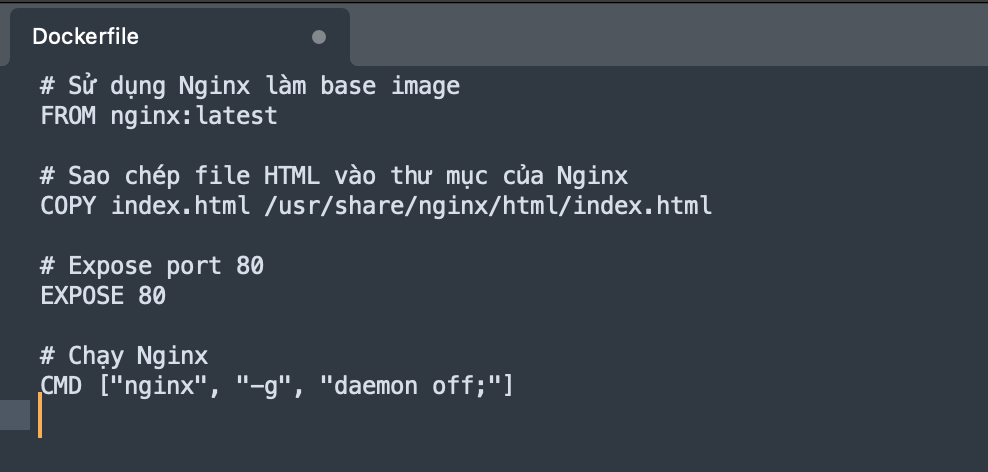 Dockerfile
# Sử dụng Nginx làm base image
FROM nginx:latest
# Sao chép file HTML vào thư mục của Nginx
COPY index.html /usr/share/nginx/html/index.html
# Expose port 80
EXPOSE 80
# Chạy Nginx
CMD ["nginx", "-g", "daemon off;"]